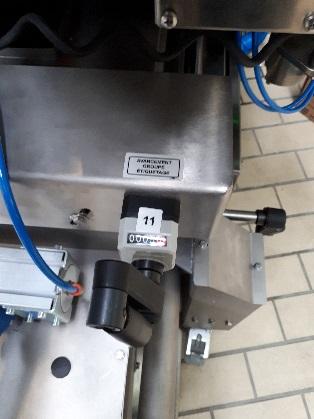 AVANCEMENT
GROUPE
ETIQUETAGE
11